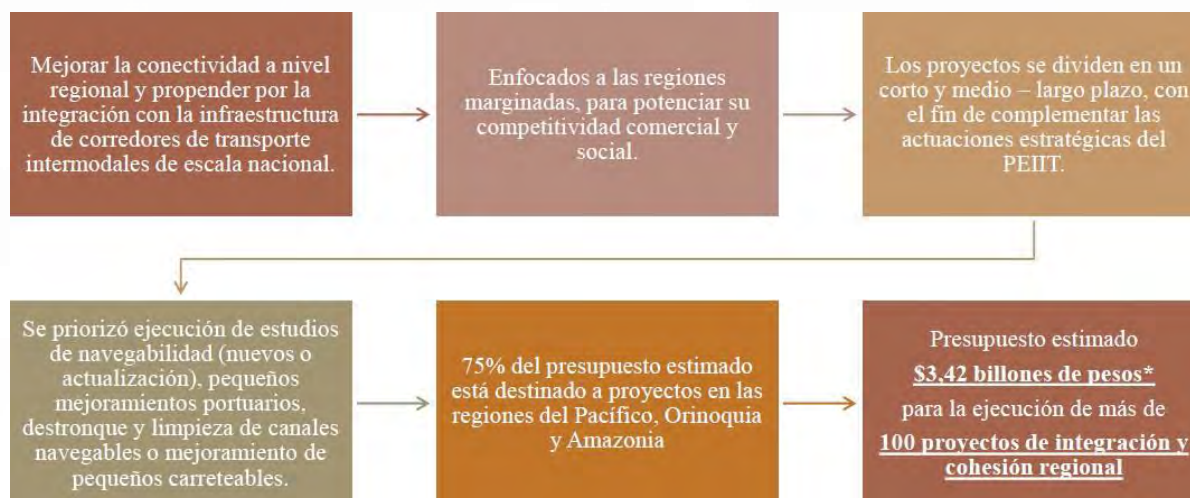 Mejorar la conectividad a nivel
regional y propender por la
integración con la infraestructura
de corredores de transporte
intermodales de escala nacional.
Enfocados a las regiones
marginadas, para potenciar su
competitividad comercial y
social.
Los proyectos se dividen en un
corto y medio – largo plazo, con
el fin de complementar las
actuaciones estratégicas del
PEIIT.
Se priorizó ejecución de estudios
de navegabilidad (nuevos o
actualización), pequeños
mejoramientos portuarios,
destronque y limpieza de canales
navegables o mejoramiento de
pequeños carreteables.
75% del presupuesto estimado
está destinado a proyectos en las
regiones del Pacífico, Orinoquia
y Amazonia
Presupuesto estimado
$3,42 billones de pesos*
para la ejecución de más de
100 proyectos de integración y
cohesión regional